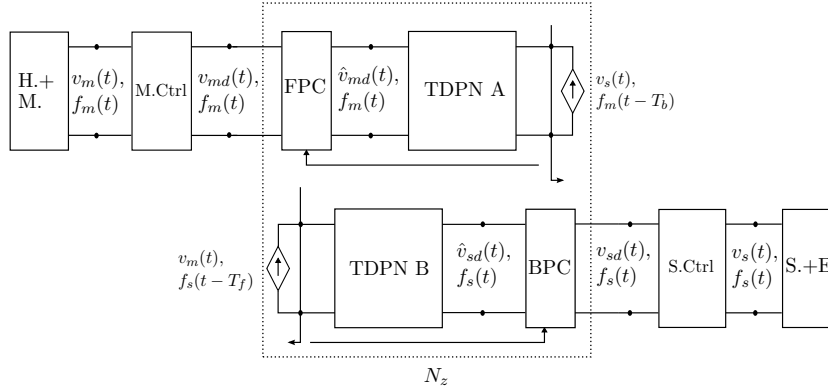 H.+
M.
v_m(t),
f_m(t)
M.Ctrl
v_md(t),
f_m(t)
FPC
v̂_md(t),
f_m(t)
TDPN A
v_s(t),
f_m(t − T_b)
v_m(t),
f_s(t − T_f)
TDPN B
v̂_sd(t),
f_s(t)
BPC
v_sd(t),
f_s(t)
S.Ctrl
v_s(t),
f_s(t)
S.+E
N_z